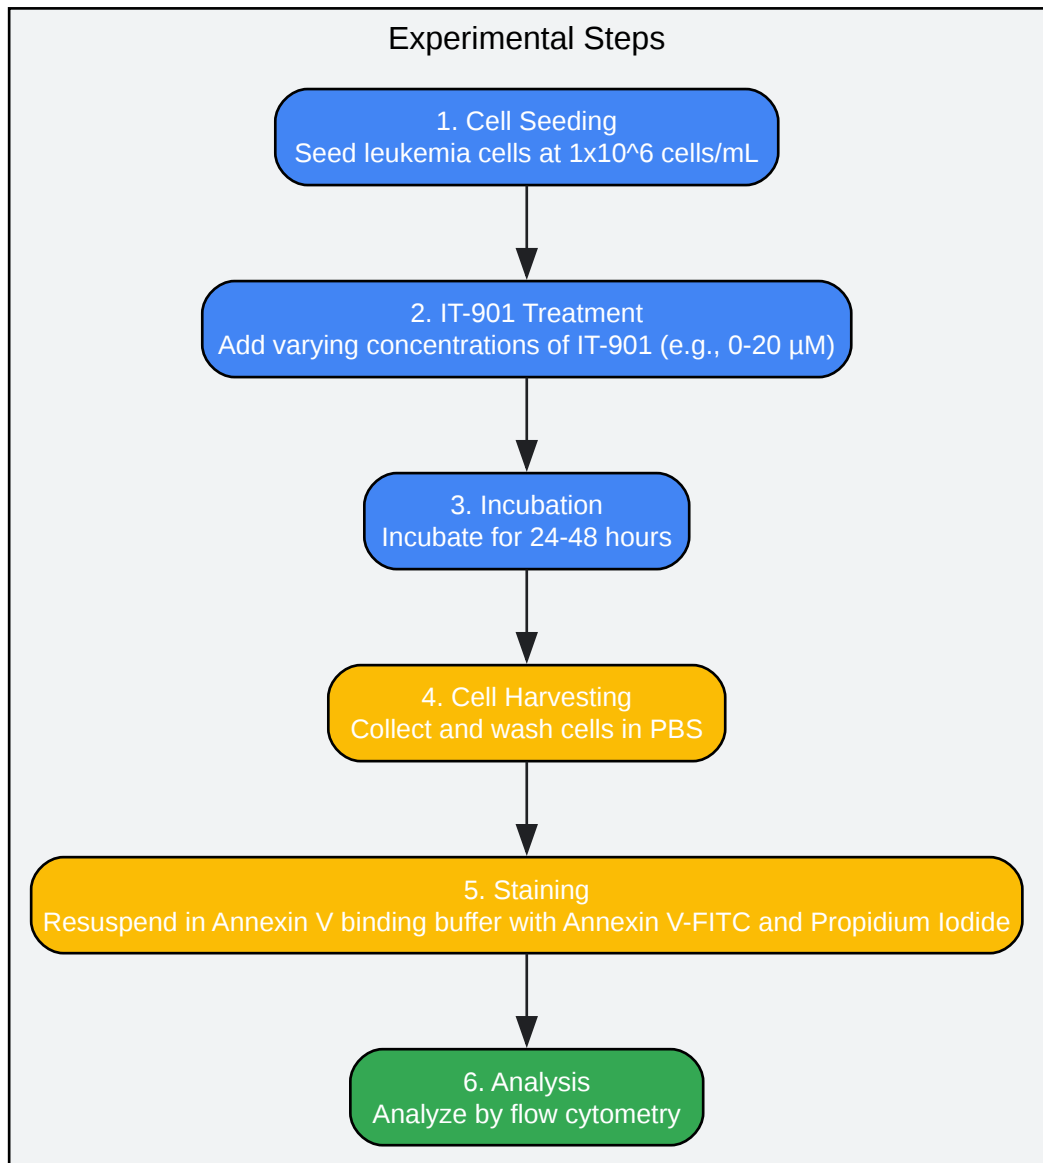 Experimental Steps
1. Cell Seeding
Seed leukemia cells at 1x10^6 cells/mL
2. IT-901 Treatment
Add varying concentrations of IT-901 (e.g., 0-20 µM)
3. Incubation
Incubate for 24-48 hours
4. Cell Harvesting
Collect and wash cells in PBS
5. Staining
Resuspend in Annexin V binding buffer with Annexin V-FITC and Propidium Iodide
6. Analysis
Analyze by flow cytometry